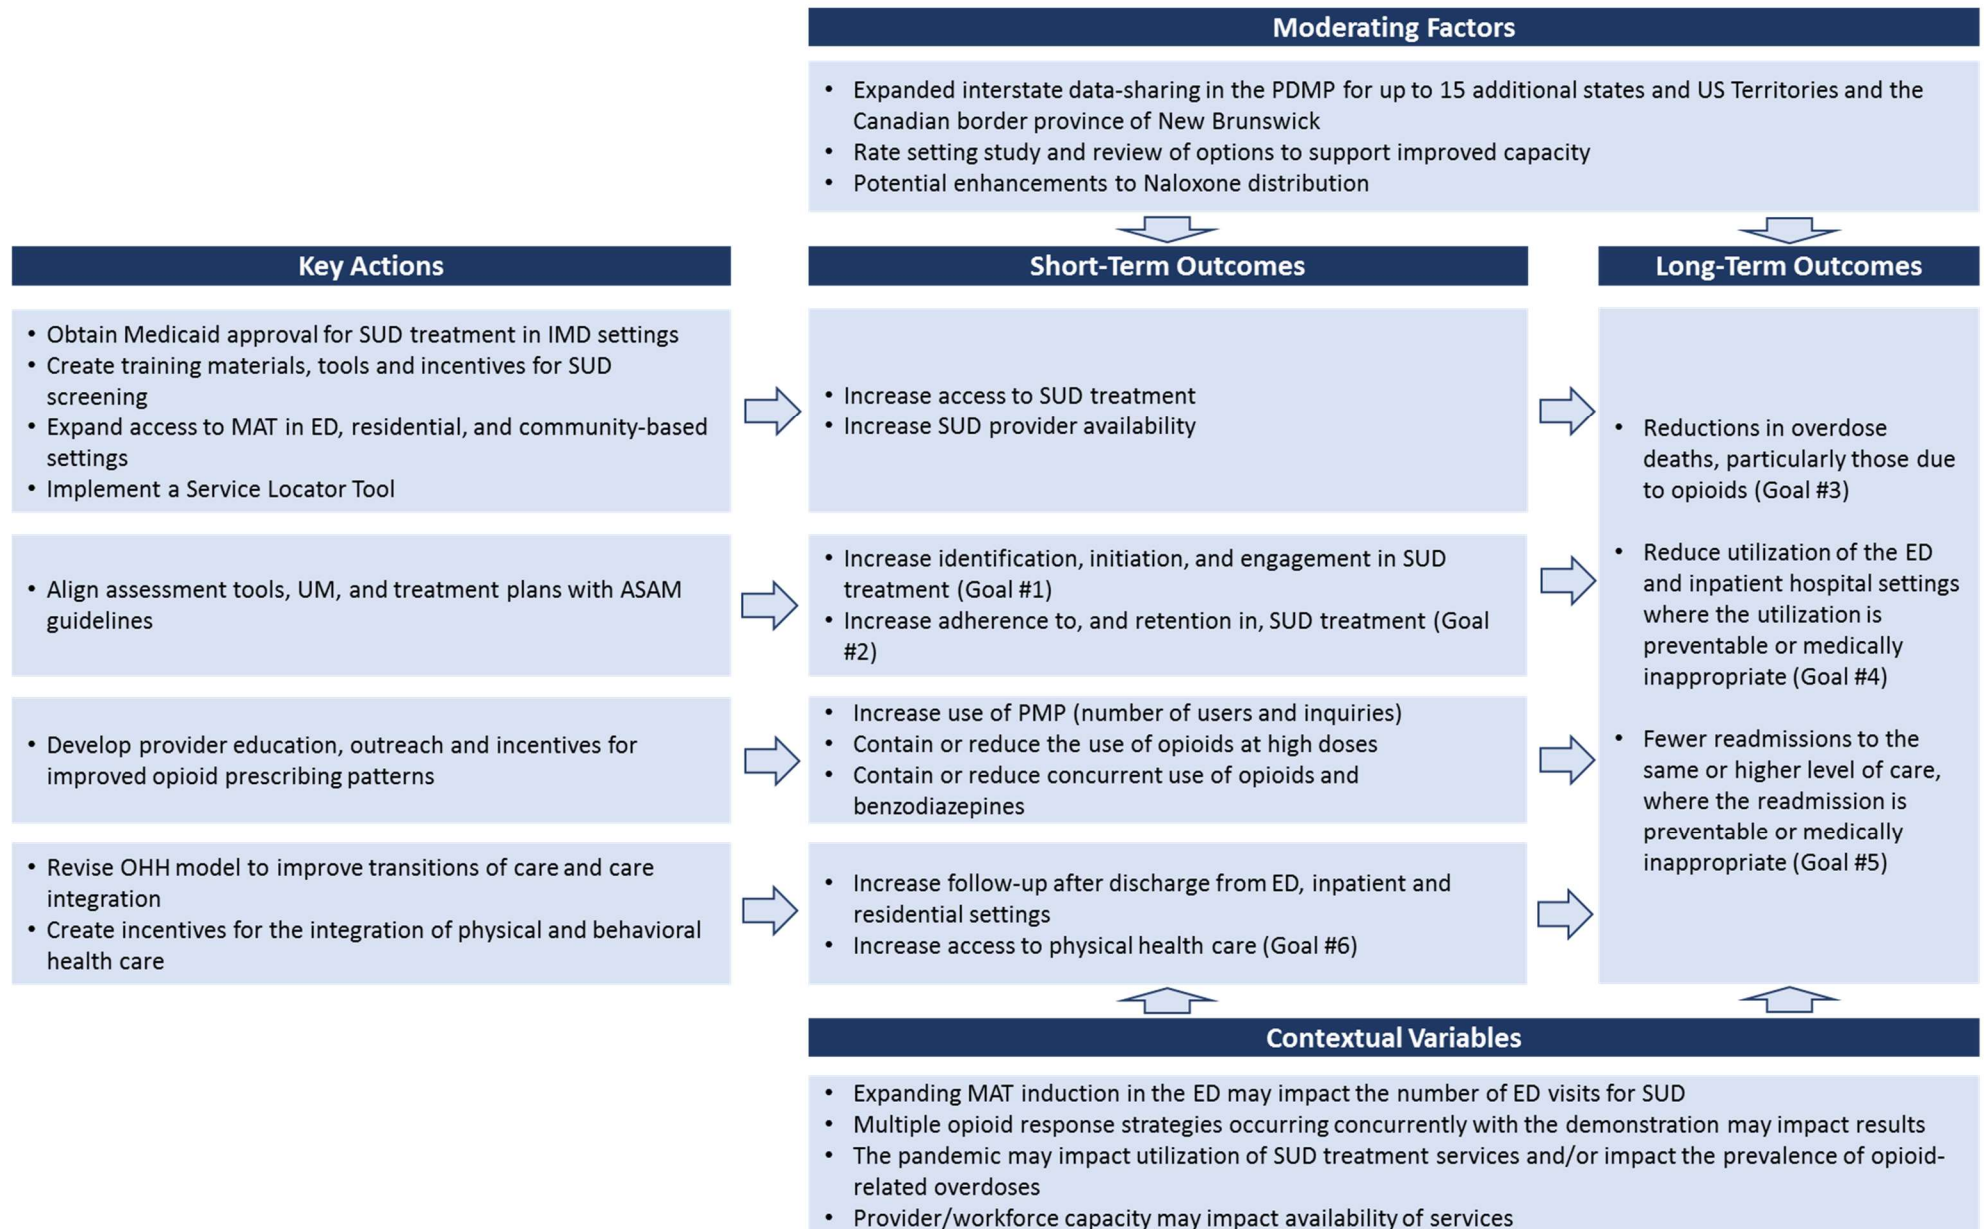 Moderating Factors
• Expanded interstate data-sharing in the PDMP for up to 15 additional states and US Territories and the
Canadian border province of New Brunswick
• Rate setting study and review of options to support improved capacity
• Potential enhancements to Naloxone distribution
Key Actions
• Obtain Medicaid approval for SUD treatment in IMD settings
• Create training materials, tools and incentives for SUD
screening
• Expand access to MAT in ED, residential, and community-based
settings
• Implement a Service Locator Tool
• Align assessment tools, UM, and treatment plans with ASAM
guidelines
• Develop provider education, outreach and incentives for
improved opioid prescribing patterns
• Revise OHH model to improve transitions of care and care
integration
• Create incentives for the integration of physical and behavioral
health care
Short-Term Outcomes
• Increase access to SUD treatment
• Increase SUD provider availability
• Increase identification, initiation, and engagement in SUD
treatment (Goal #1)
• Increase adherence to, and retention in, SUD treatment (Goal
#2)
• Increase use of PMP (number of users and inquiries)
• Contain or reduce the use of opioids at high doses
• Contain or reduce concurrent use of opioids and
benzodiazepines
• Increase follow-up after discharge from ED, inpatient and
residential settings
• Increase access to physical health care (Goal #6)
Long-Term Outcomes
• Reductions in overdose
deaths, particularly those due
to opioids (Goal #3)
• Reduce utilization of the ED
and inpatient hospital settings
where the utilization is
preventable or medically
inappropriate (Goal #4)
• Fewer readmissions to the
same or higher level of care,
where the readmission is
preventable or medically
inappropriate (Goal #5)
Contextual Variables
• Expanding MAT induction in the ED may impact the number of ED visits for SUD
• Multiple opioid response strategies occurring concurrently with the demonstration may impact results
• The pandemic may impact utilization of SUD treatment services and/or impact the prevalence of opioid-
related overdoses
• Provider/workforce capacity may impact availability of services